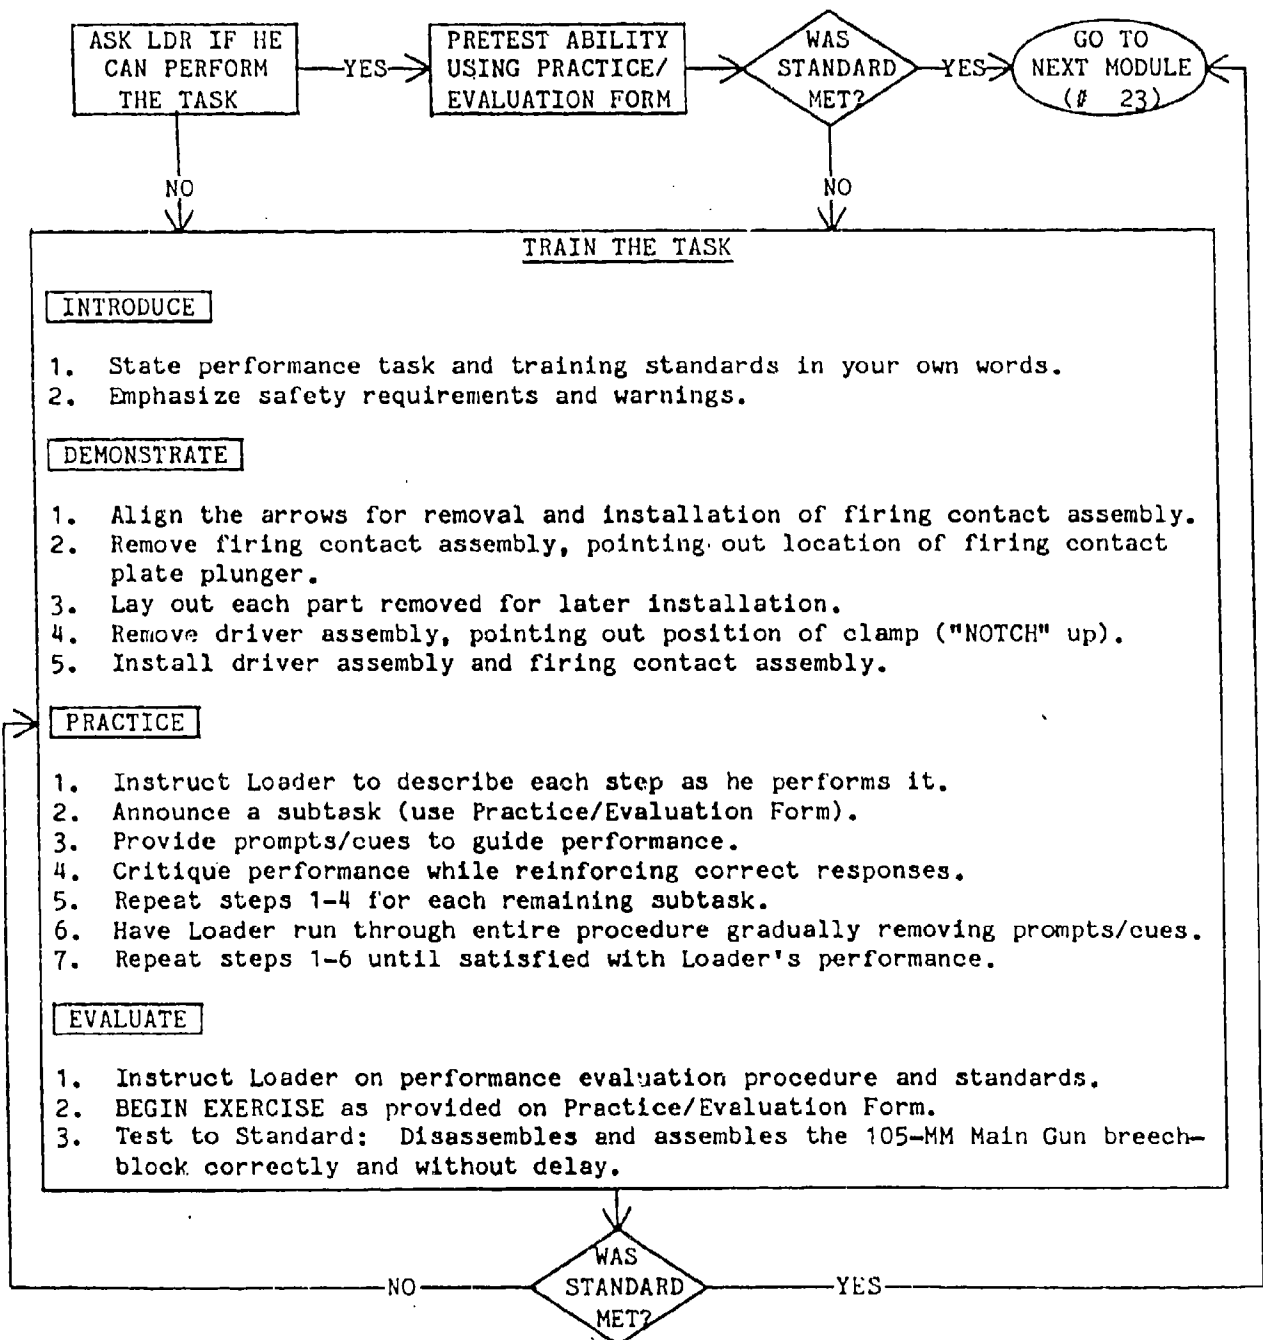 ASK LDR IF HE
CAN PERFORM
THE TASK
YES
PRETEST ABILITY
USING PRACTICE/
EVALUATION FORM
WAS
STANDARD
MET?
YES
GO TO
NEXT MODULE
(# 23)
NO
NO
TRAIN THE TASK
INTRODUCE
1. State performance task and training standards in your own words.
2. Emphasize safety requirements and warnings.
DEMONSTRATE
1. Align the arrows for removal and installation of firing contact assembly.
2. Remove firing contact assembly, pointing out location of firing contact
plate plunger.
3. Lay out each part removed for later installation.
4. Remove driver assembly, pointing out position of clamp ("NOTCH" up).
5. Install driver assembly and firing contact assembly.
PRACTICE
1. Instruct Loader to describe each step as he performs it.
2. Announce a subtask (use Practice/Evaluation Form).
3. Provide prompts/cues to guide performance.
4. Critique performance while reinforcing correct responses.
5. Repeat steps 1-4 for each remaining subtask.
6. Have Loader run through entire procedure gradually removing prompts/cues.
7. Repeat steps 1-6 until satisfied with Loader's performance.
EVALUATE
1. Instruct Loader on performance evaluation procedure and standards.
2. BEGIN EXERCISE as provided on Practice/Evaluation Form.
3. Test to Standard: Disassembles and assembles the 105-MM Main Gun breech-
block correctly and without delay.
NO
WAS
STANDARD
MET?
YES